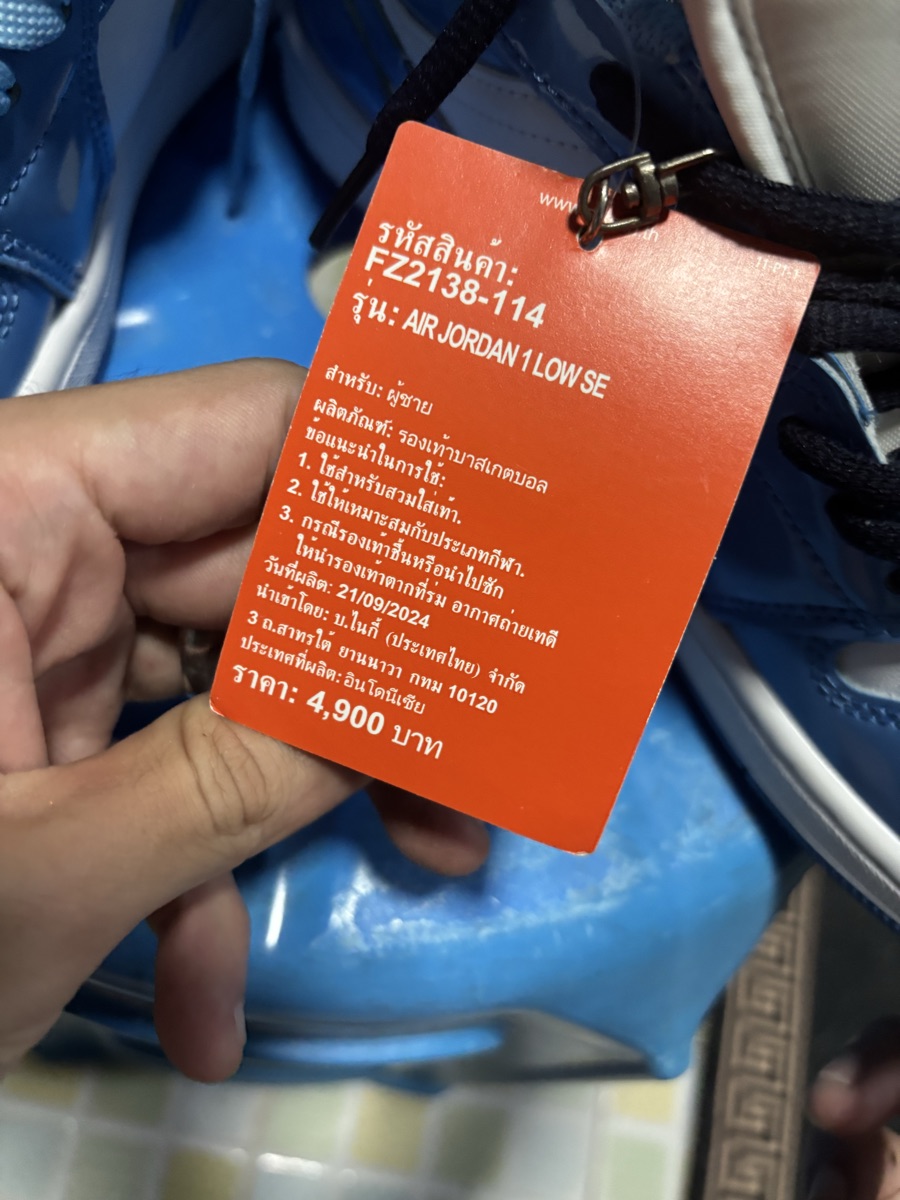 www.
รหัสสินค้า:
FZ2138-114
รุ่น: AIR JORDAN 1 LOW SE
สำหรับ: ผู้ชาย
ผลิตภัณฑ์: รองเท้าบาสเกตบอล
ข้อแนะนำในการใช้:
1. ใช้สำหรับสวมใส่เท้า.
2. ใช้ให้เหมาะสมกับประเภทกีฬา.
3. กรณีรองเท้าชื้นหรือนำไปซัก
ให้นำรองเท้าตากที่ร่ม อากาศถ่ายเทดี
วันที่ผลิต: 21/09/2024
นำเข้าโดย: บ.ไนกี้ (ประเทศไทย) จำกัด
3 ถ.สาทรใต้ ยานนาวา กทม 10120
ประเทศที่ผลิต: อินโดนีเซีย
ราคา: 4,900 บาท